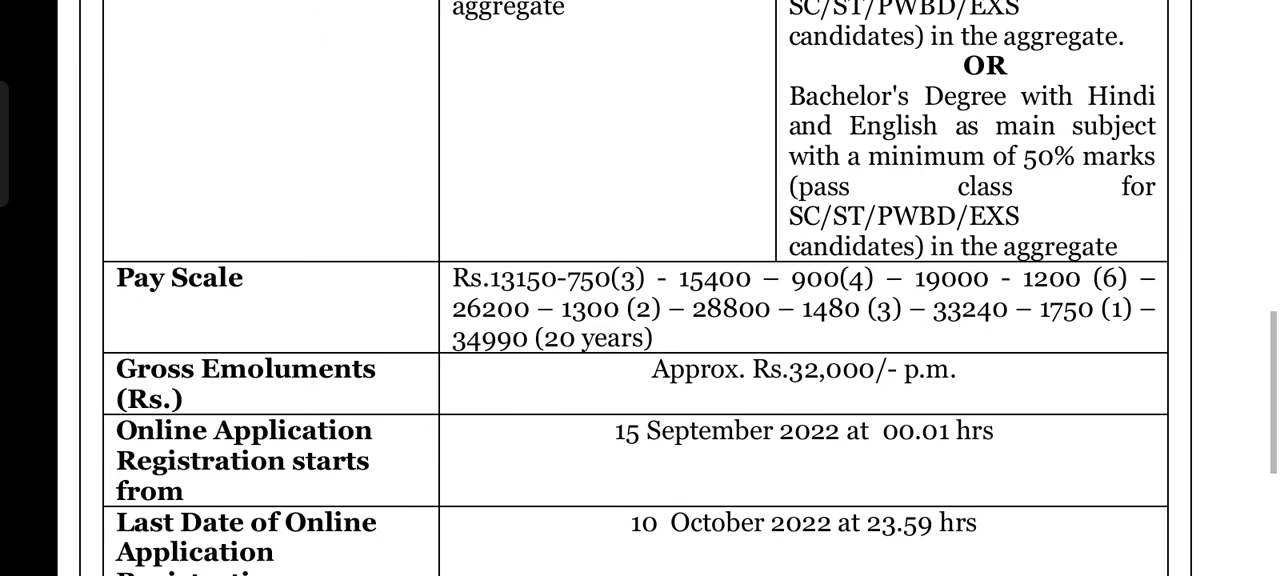 aggregate
SC/ST/PWBD/EXS
candidates) in the aggregate.
OR
Bachelor's Degree with Hindi
and English as main subject
with a minimum of 50% marks
(pass class for
SC/ST/PWBD/EXS
candidates) in the aggregate
Pay Scale
Rs.13150-750(3) - 15400 – 900(4) – 19000 - 1200 (6) –
26200 – 1300 (2) – 28800 – 1480 (3) – 33240 – 1750 (1) –
34990 (20 years)
Gross Emoluments
(Rs.)
Approx. Rs.32,000/- p.m.
Online Application
Registration starts
from
15 September 2022 at 00.01 hrs
Last Date of Online
Application
10 October 2022 at 23.59 hrs